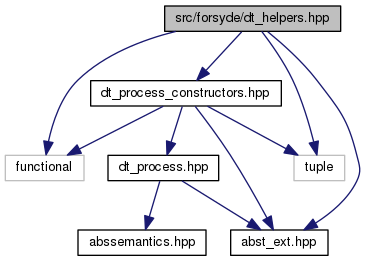 src/forsyde/dt_helpers.hpp
dt_process_constructors.hpp
functional
dt_process.hpp
tuple
abssemantics.hpp
abst_ext.hpp